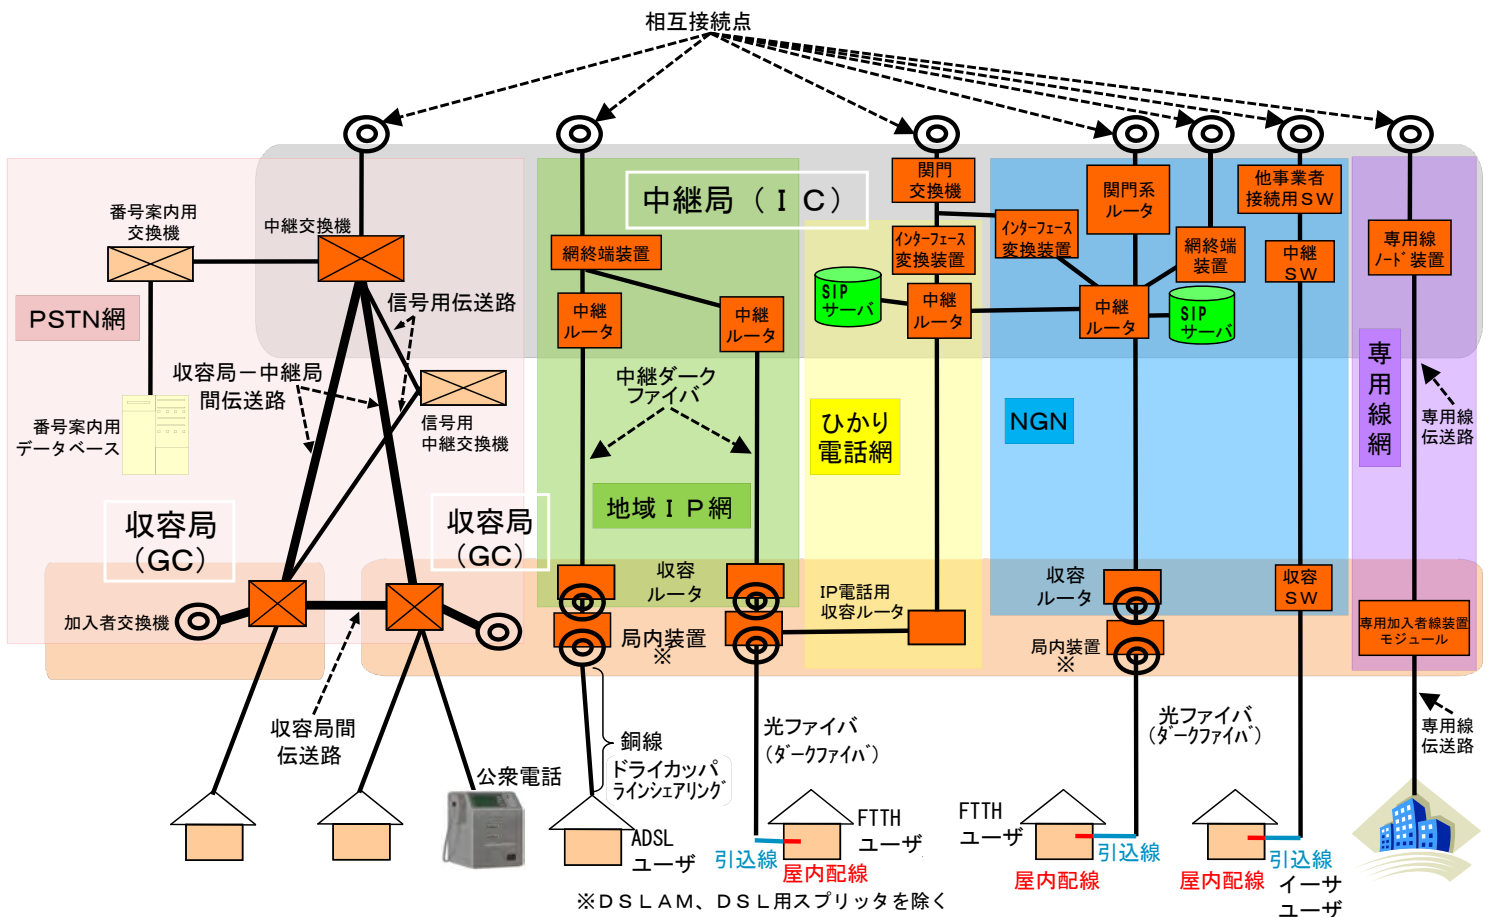 相互接続点
中継局（ＩＣ）
番号案内用
交換機
中継交換機
PSTN網
信号用伝送路
収容局－中継局
間伝送路
番号案内用
データベース
信号用
中継交換機
収容局
（GC）
収容局
（GC）
加入者交換機
収容局間
伝送路
公衆電話
網終端装置
中継
ルータ
中継
ルータ
中継ダーク
ファイバ
地域ＩＰ網
収容
ルータ
局内装置
※
銅線
ドライカッパ
ラインシェアリング
ADSL
ユーザ
光ファイバ
（ダークファイバ）
引込線
屋内配線
FTTH
ユーザ
関門
交換機
インターフェース
変換装置
SIP
サーバ
中継
ルータ
ひかり
電話網
IP電話用
収容ルータ
インターフェース
変換装置
関門系
ルータ
網終端
装置
中継
ルータ
SIP
サーバ
NGN
収容
ルータ
局内装置
※
光ファイバ
（ダークファイバ）
FTTH
ユーザ
引込線
屋内配線
他事業者
接続用ＳＷ
中継
ＳＷ
収容
ＳＷ
引込線
屋内配線
イーサ
ユーザ
専用線
ノード装置
専用線網
専用線
伝送路
専用加入者線装置
モジュール
専用線
伝送路
※ＤＳＬＡＭ、ＤＳＬ用スプリッタを除く